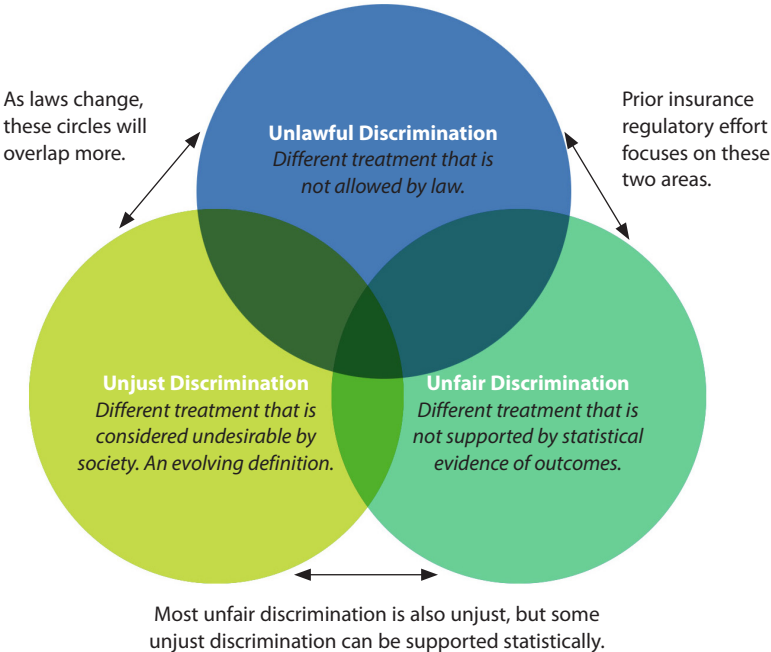 As laws change,
these circles will
overlap more.
Unlawful Discrimination
Different treatment that is
not allowed by law.
Prior insurance
regulatory effort
focuses on these
two areas.
Unjust Discrimination
Different treatment that is
considered undesirable by
society. An evolving definition.
Unfair Discrimination
Different treatment that is
not supported by statistical
evidence of outcomes.
Most unfair discrimination is also unjust, but some
unjust discrimination can be supported statistically.